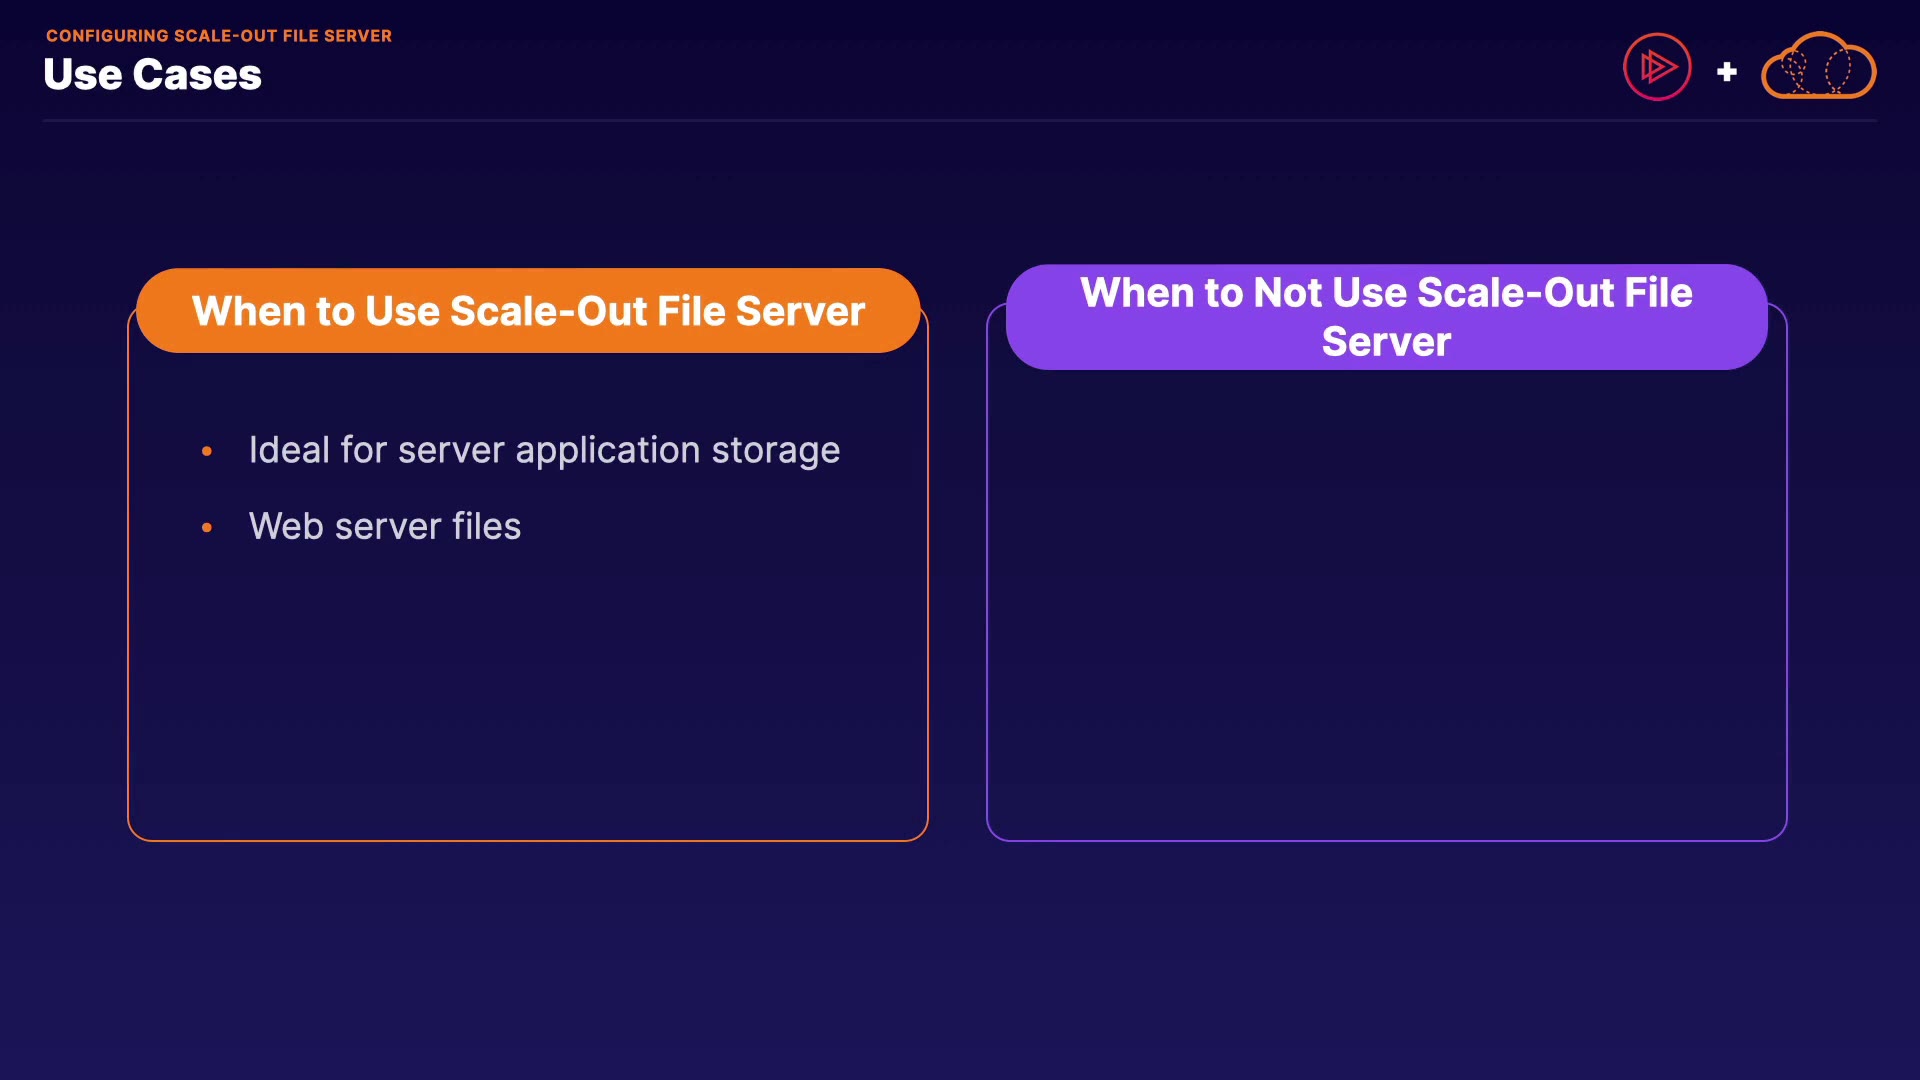 CONFIGURING SCALE-OUT FILE SERVER
Use Cases
When to Use Scale-Out File Server
• Ideal for server application storage
• Web server files
When to Not Use Scale-Out File
Server